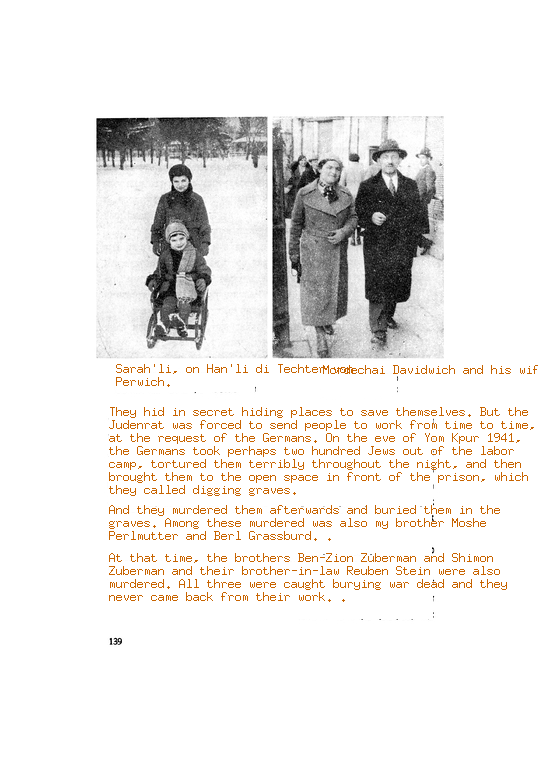 Sarah'li, on Han'li di Techter von
Perwich.
Mordechai Davidwich and his wif
They hid in secret hiding places to save themselves. But the
Judenrat was forced to send people to work from time to time,
at the request of the Germans. On the eve of Yom Kpur 1941,
the Germans took perhaps two hundred Jews out of the labor
camp, tortured them terribly throughout the night, and then
brought them to the open space in front of the prison, which
they called digging graves.
And they murdered them afterwards and buried them in the
graves. Among these murdered was also my brother Moshe
Perlmutter and Berl Grassburd. .
At that time, the brothers Ben-Zion Zuberman and Shimon
Zuberman and their brother-in-law Reuben Stein were also
murdered. All three were caught burying war dead and they
never came back from their work. .
139